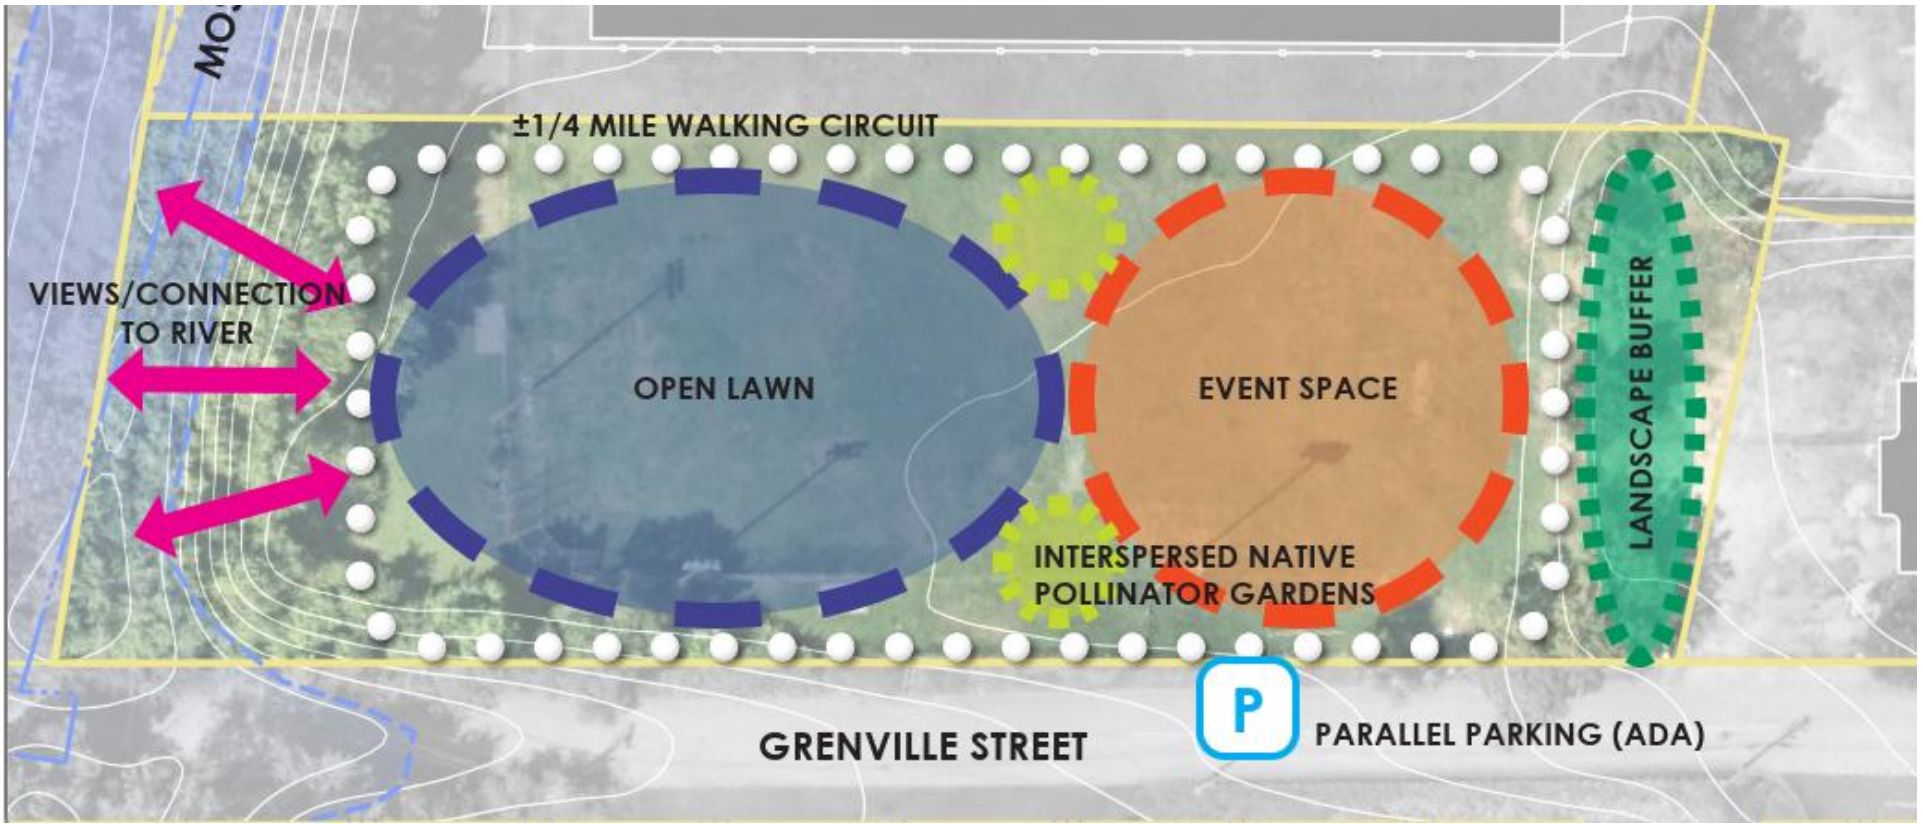 ±1/4 MILE WALKING CIRCUIT
VIEWS/CONNECTION
TO RIVER
OPEN LAWN
EVENT SPACE
LANDSCAPE BUFFER
INTERSPERSED NATIVE
POLLINATOR GARDENS
P
PARALLEL PARKING (ADA)
GRENVILLE STREET